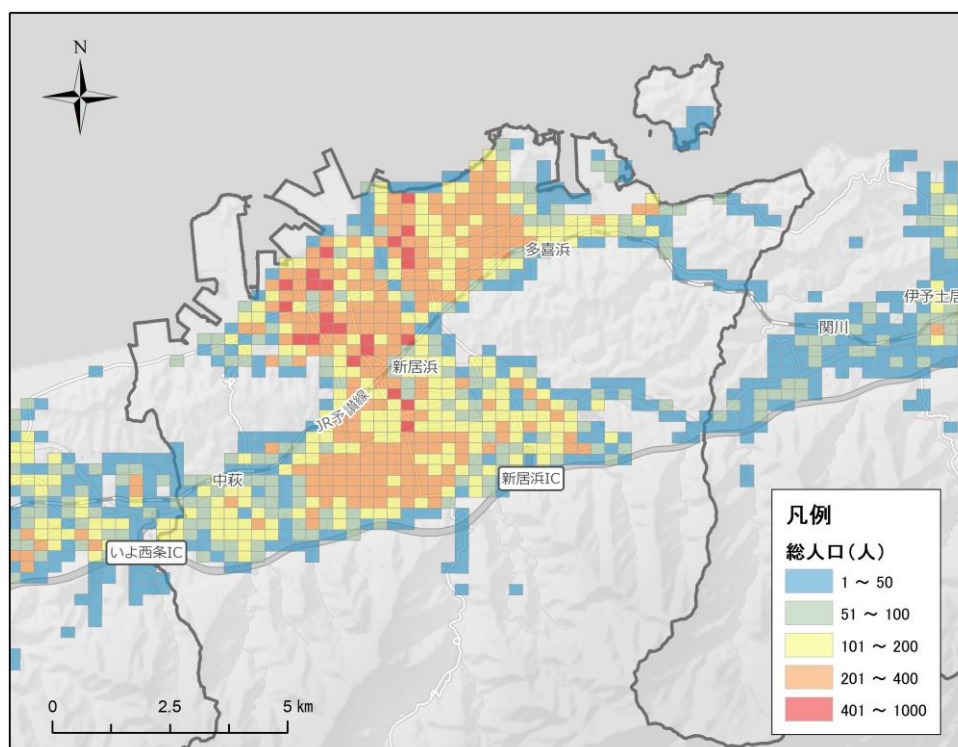 N
多喜浜
伊予土居
関川
新居浜
JR予讃線
中萩
新居浜IC
いよ西条IC
凡例
総人口(人)
1 ~ 50
51 ~ 100
101 ~ 200
201 ~ 400
401 ~ 1000
0 2.5 5 km